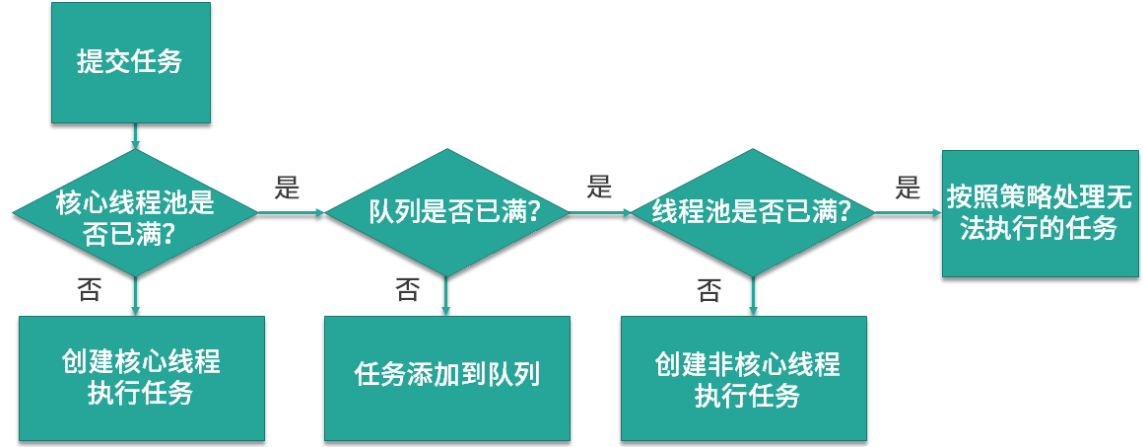 提交任务
核心线程池是
否已满？
是
队列是否已满？
是
线程池是否已满？
是
按照策略处理无
法执行的任务
否
否
否
创建核心线程
执行任务
任务添加到队列
创建非核心线程
执行任务